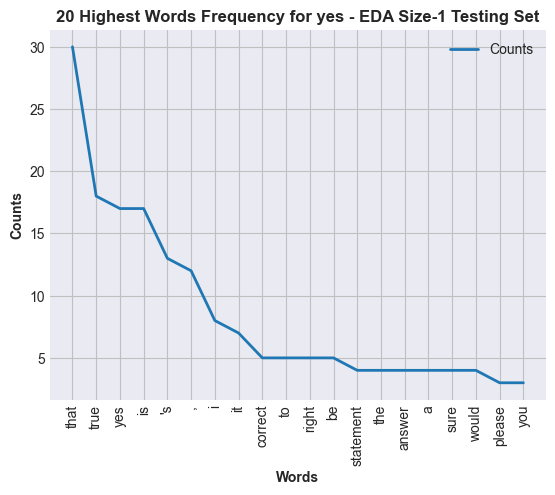 20 Highest Words Frequency for yes - EDA Size-1 Testing Set
Counts
30
25
20
15
10
5
Counts
that
true
yes
is
's
,
i
it
correct
to
right
be
statement
the
answer
a
sure
would
please
you
Words